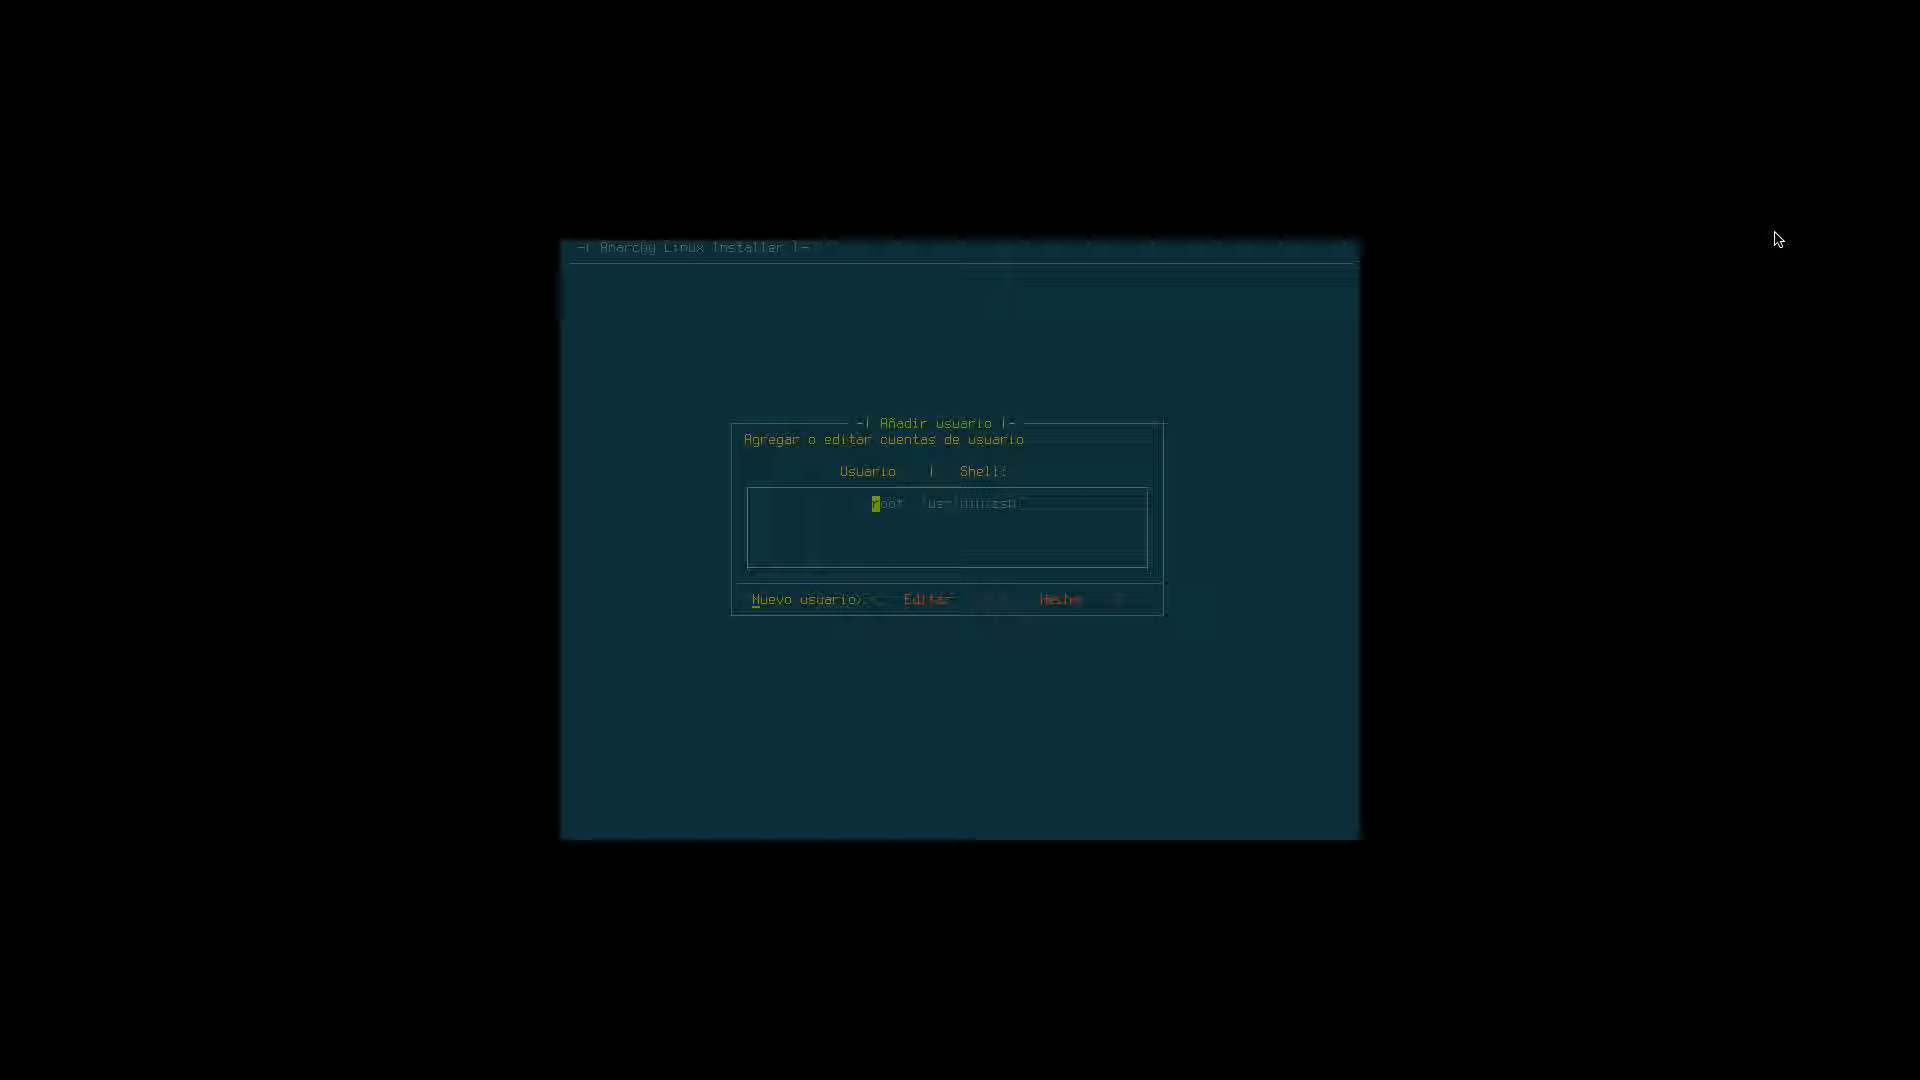 -| Anarchy Linux Installer |-
-| Añadir usuario |-
Agregar o editar cuentas de usuario
Usuario | Shell:
root
Nuevo usuario> Editar Hecho